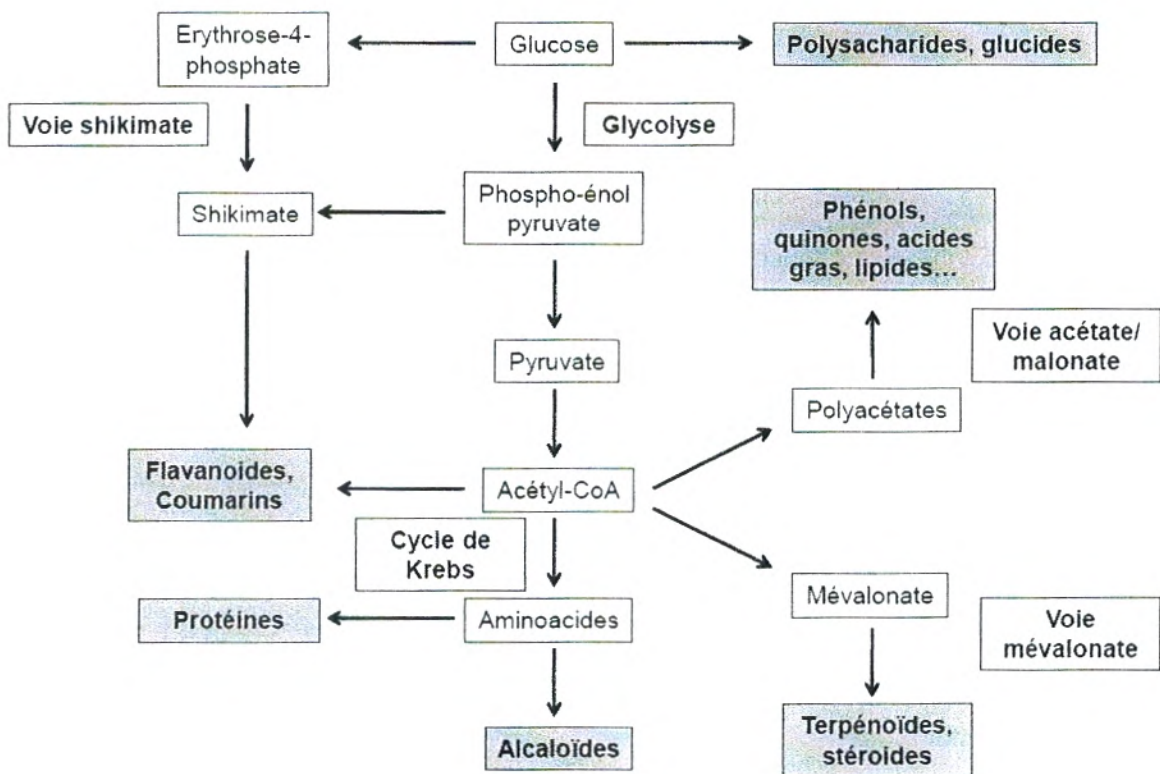 Erythrose-4-
phosphate
Glucose
Polysacharides, glucides
Voie shikimate
Glycolyse
Shikimate
Phospho-énol
pyruvate
Phénols,
quinones, acides
gras, lipides...
Pyruvate
Voie acétate/
malonate
Polyacétates
Flavanoides,
Coumarins
Acétyl-CoA
Cycle de
Krebs
Mévalonate
Protéines
Aminoacides
Voie
mévalonate
Alcaloïdes
Terpénoïdes,
stéroides